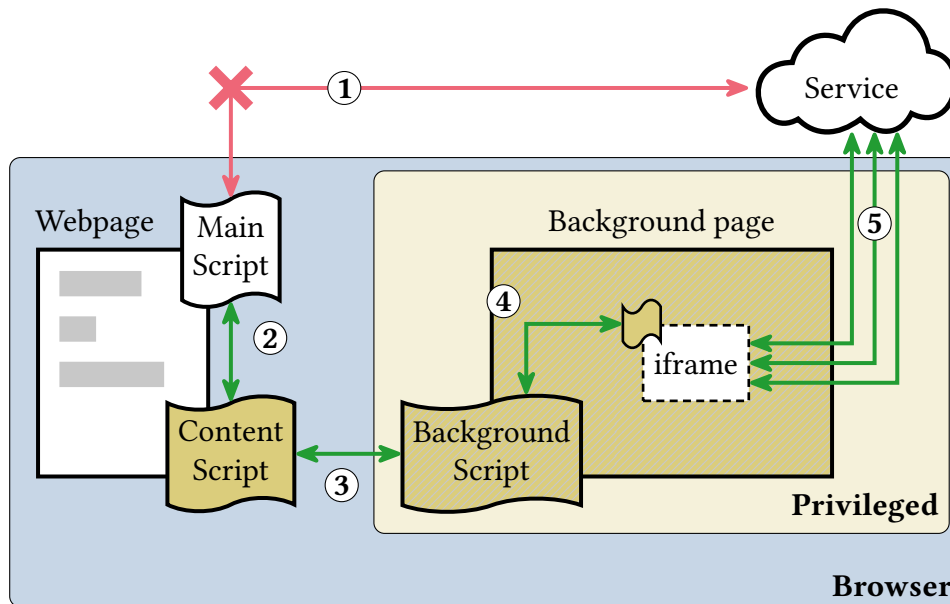 1
Service
Webpage
Main
Script
Background page
5
4
2
iframe
Content
Script
Background
Script
3
Privileged
Browser